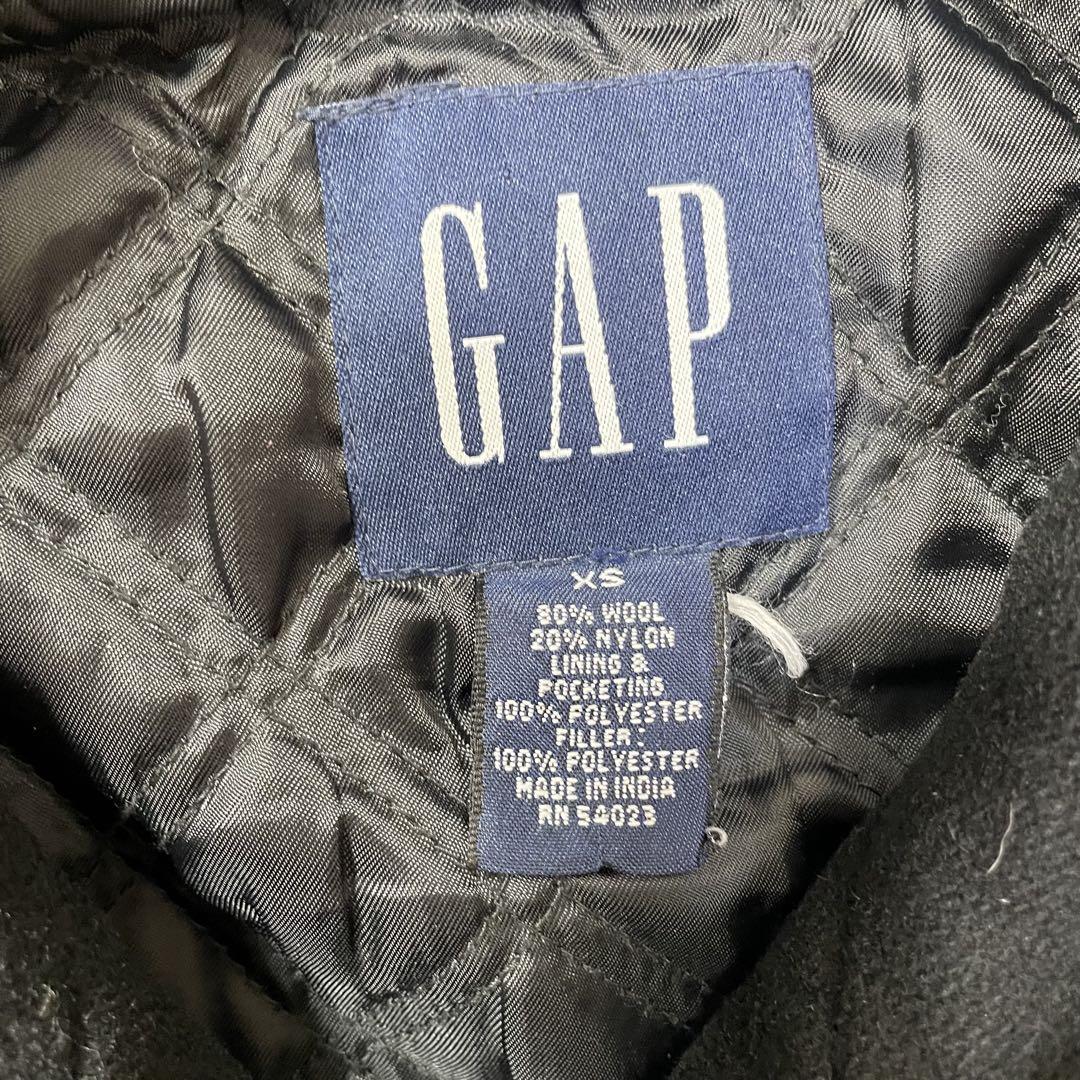 GAP
XS
80% WOOL
20% NYLON
LINING &
POCKETING
100% POLYESTER
FILLER:
100% POLYESTER
MADE IN INDIA
RN 54023